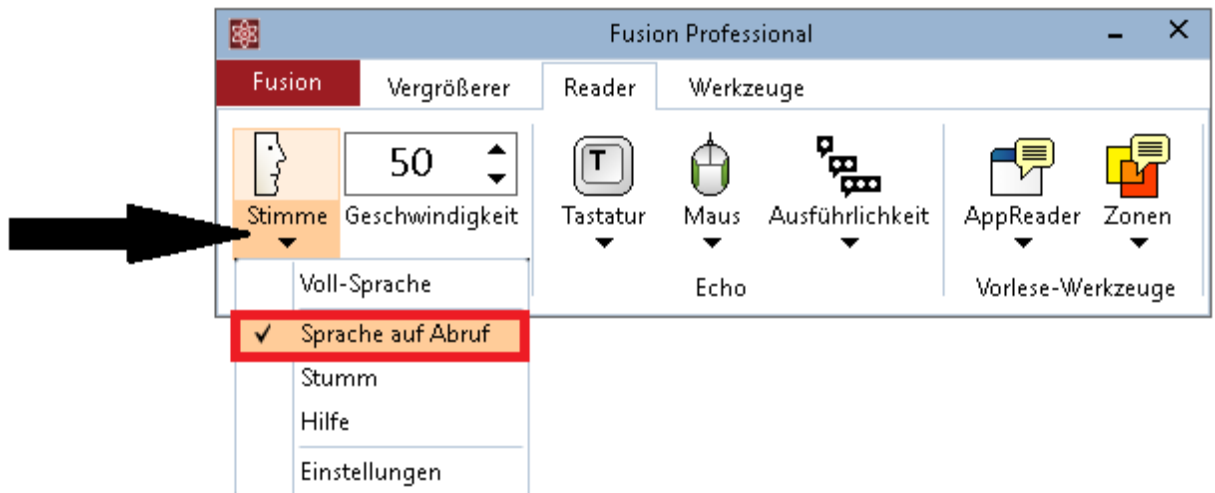 Fusion Professional
Fusion Vergrößerer Reader Werkzeuge
50
T
Stimme Geschwindigkeit Tastatur Maus Ausführlichkeit AppReader Zonen
Echo Vorlese-Werkzeuge
Voll-Sprache
Sprache auf Abruf
Stumm
Hilfe
Einstellungen